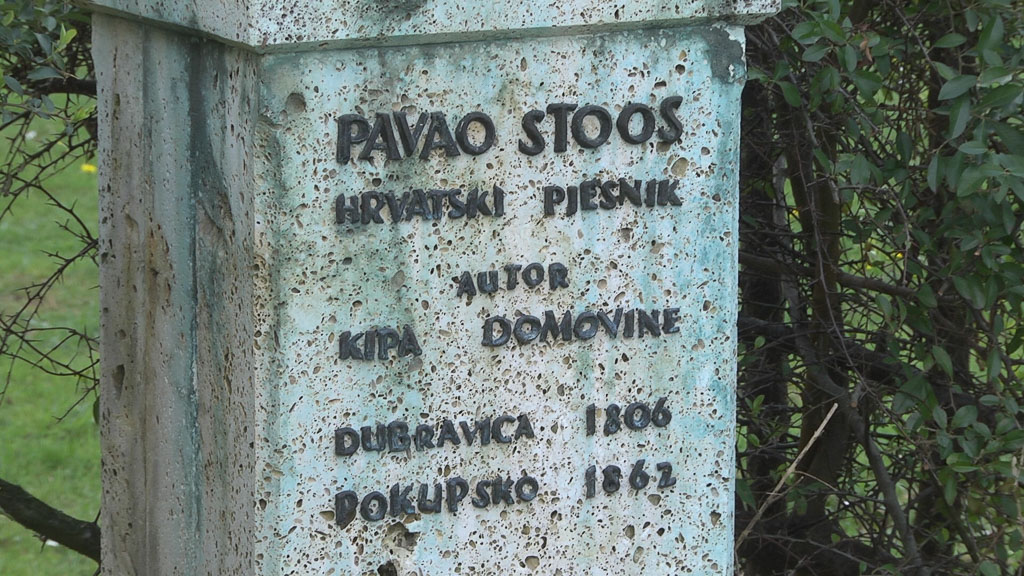 PAVAO STOOS
HRVATSKI PJESNIK
AUTOR
KIPA DOMOVINE
DUBRAVICA 1806
POKUPSKO 1862